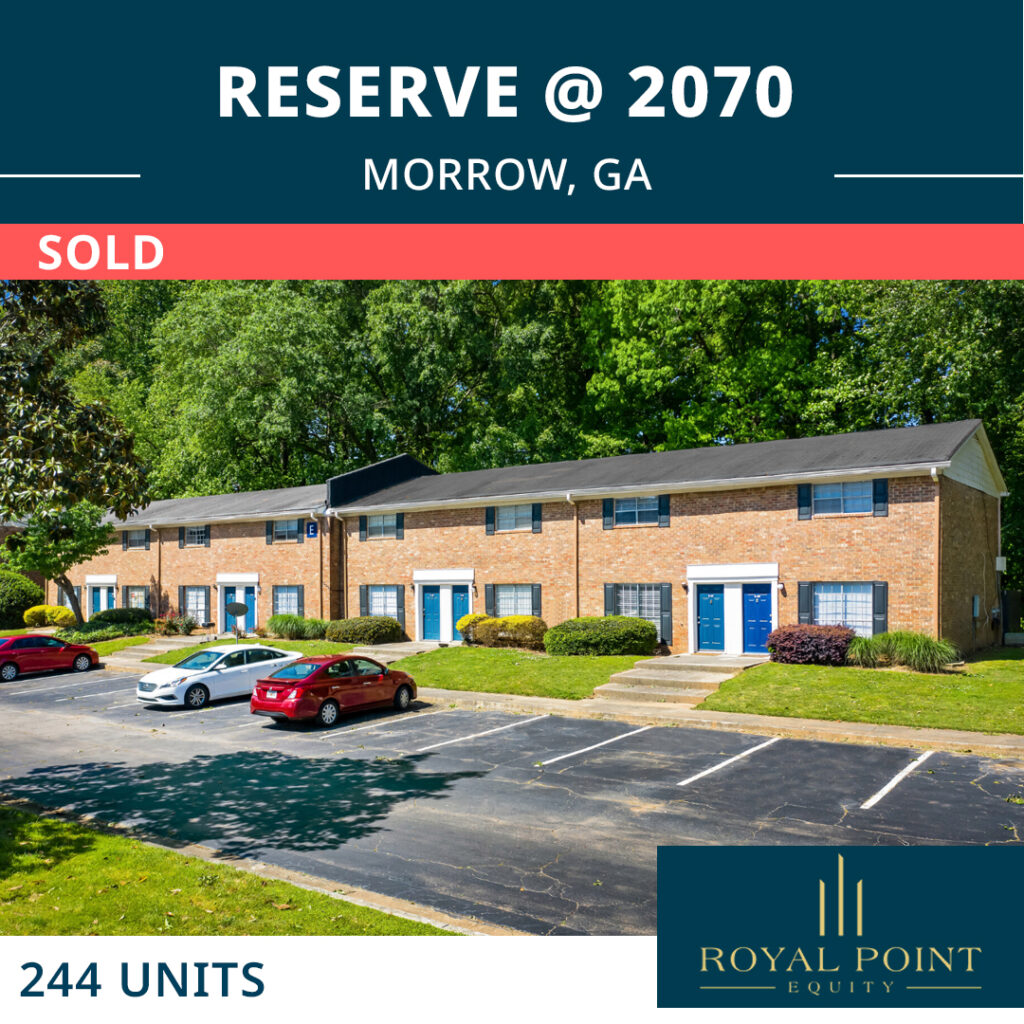 RESERVE @ 2070
MORROW, GA
SOLD
E
244 UNITS
ROYAL POINT
EQUITY